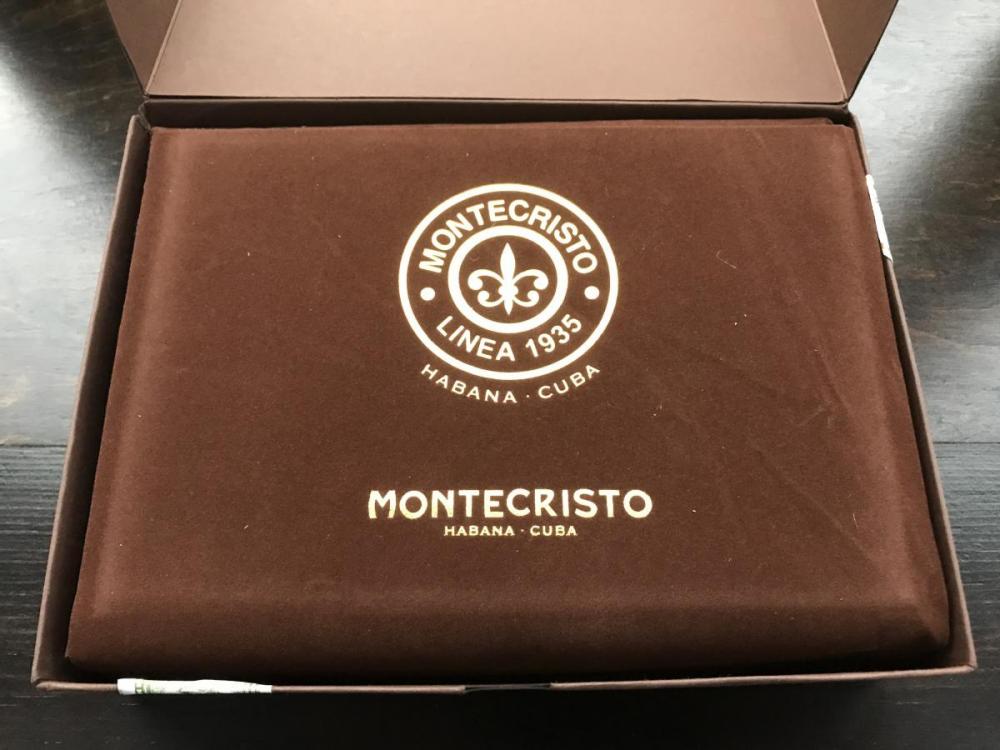 MONTECRISTO
LINEA 1935
HABANA · CUBA
MONTECRISTO
HABANA · CUBA